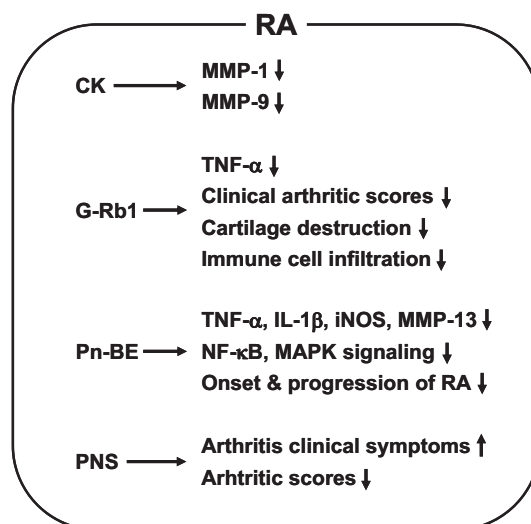 RA
CK → MMP-1 ↓
MMP-9 ↓
TNF-α ↓
Clinical arthritic scores ↓
G-Rb1 → Cartilage destruction ↓
Immune cell infiltration ↓
TNF-α, IL-1β, iNOS, MMP-13 ↓
Pn-BE → NF-κB, MAPK signaling ↓
Onset & progression of RA ↓
PNS → Arthritis clinical symptoms ↑
Arhtritic scores ↓